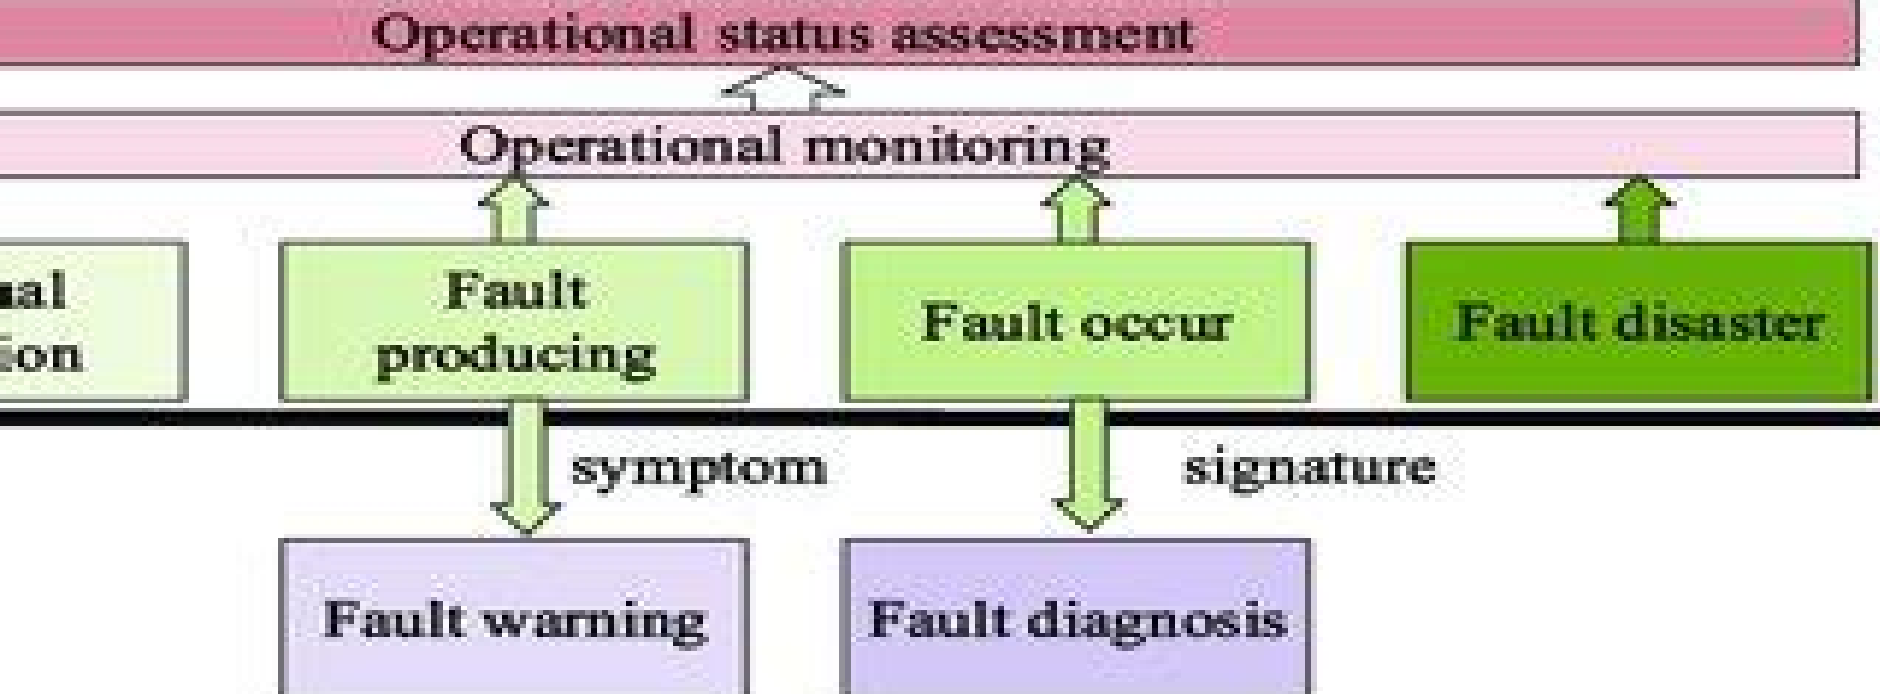 Operational status assessment
Operational monitoring
Fault
producing
Fault occur
Fault disaster
symptom
signature
Fault warning
Fault diagnosis